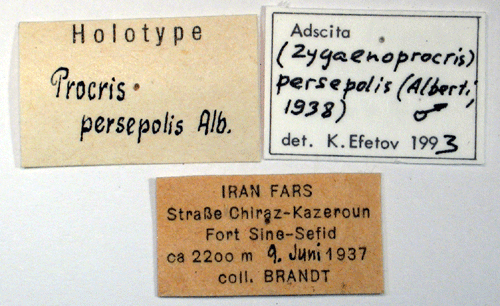 Holotype
Procris
persepolis Alb.
Adscita
(Zygaenoprocris)
persepolis (Alberti,
1938) ♂
det. K. Efetov 1993
IRAN FARS
Straße Chiraz-Kazeroun
Fort Sine-Sefid
ca 2200 m 9. Juni 1937
coll. BRANDT